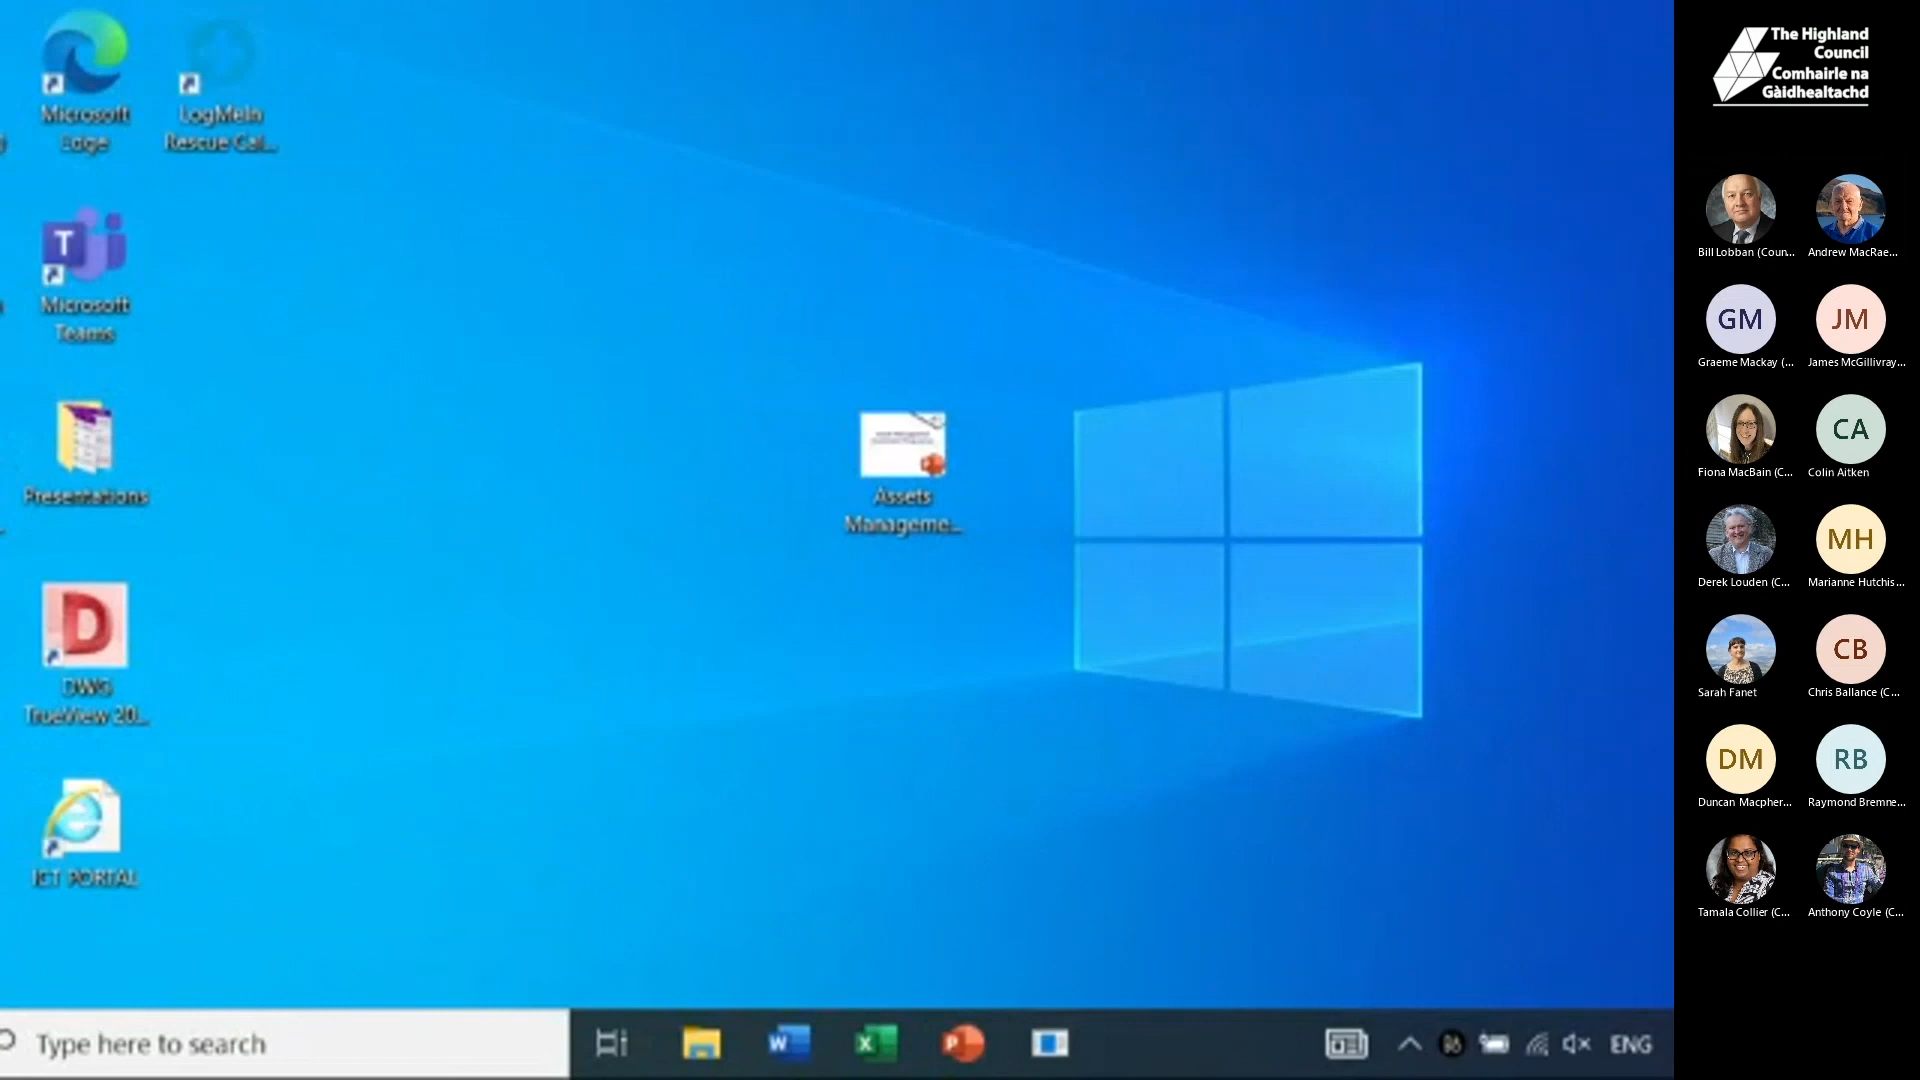 Microsoft
Edge
LogMeIn
Rescue Cal...
Microsoft
Teams
Presentations
Assets
Manageme...
DWG
TrueView 20...
ICT PORTAL
Type here to search
ENG
The Highland
Council
Comhairle na
Gàidhealtachd
Bill Lobban (Coun...
Andrew MacRae...
GM
JM
Graeme Mackay (...
James McGillivray...
CA
Fiona MacBain (C...
Colin Aitken
MH
Derek Louden (C...
Marianne Hutchis...
CB
Sarah Fanet
Chris Ballance (C...
DM
RB
Duncan Macpher...
Raymond Bremne...
Tamala Collier (C...
Anthony Coyle (C...